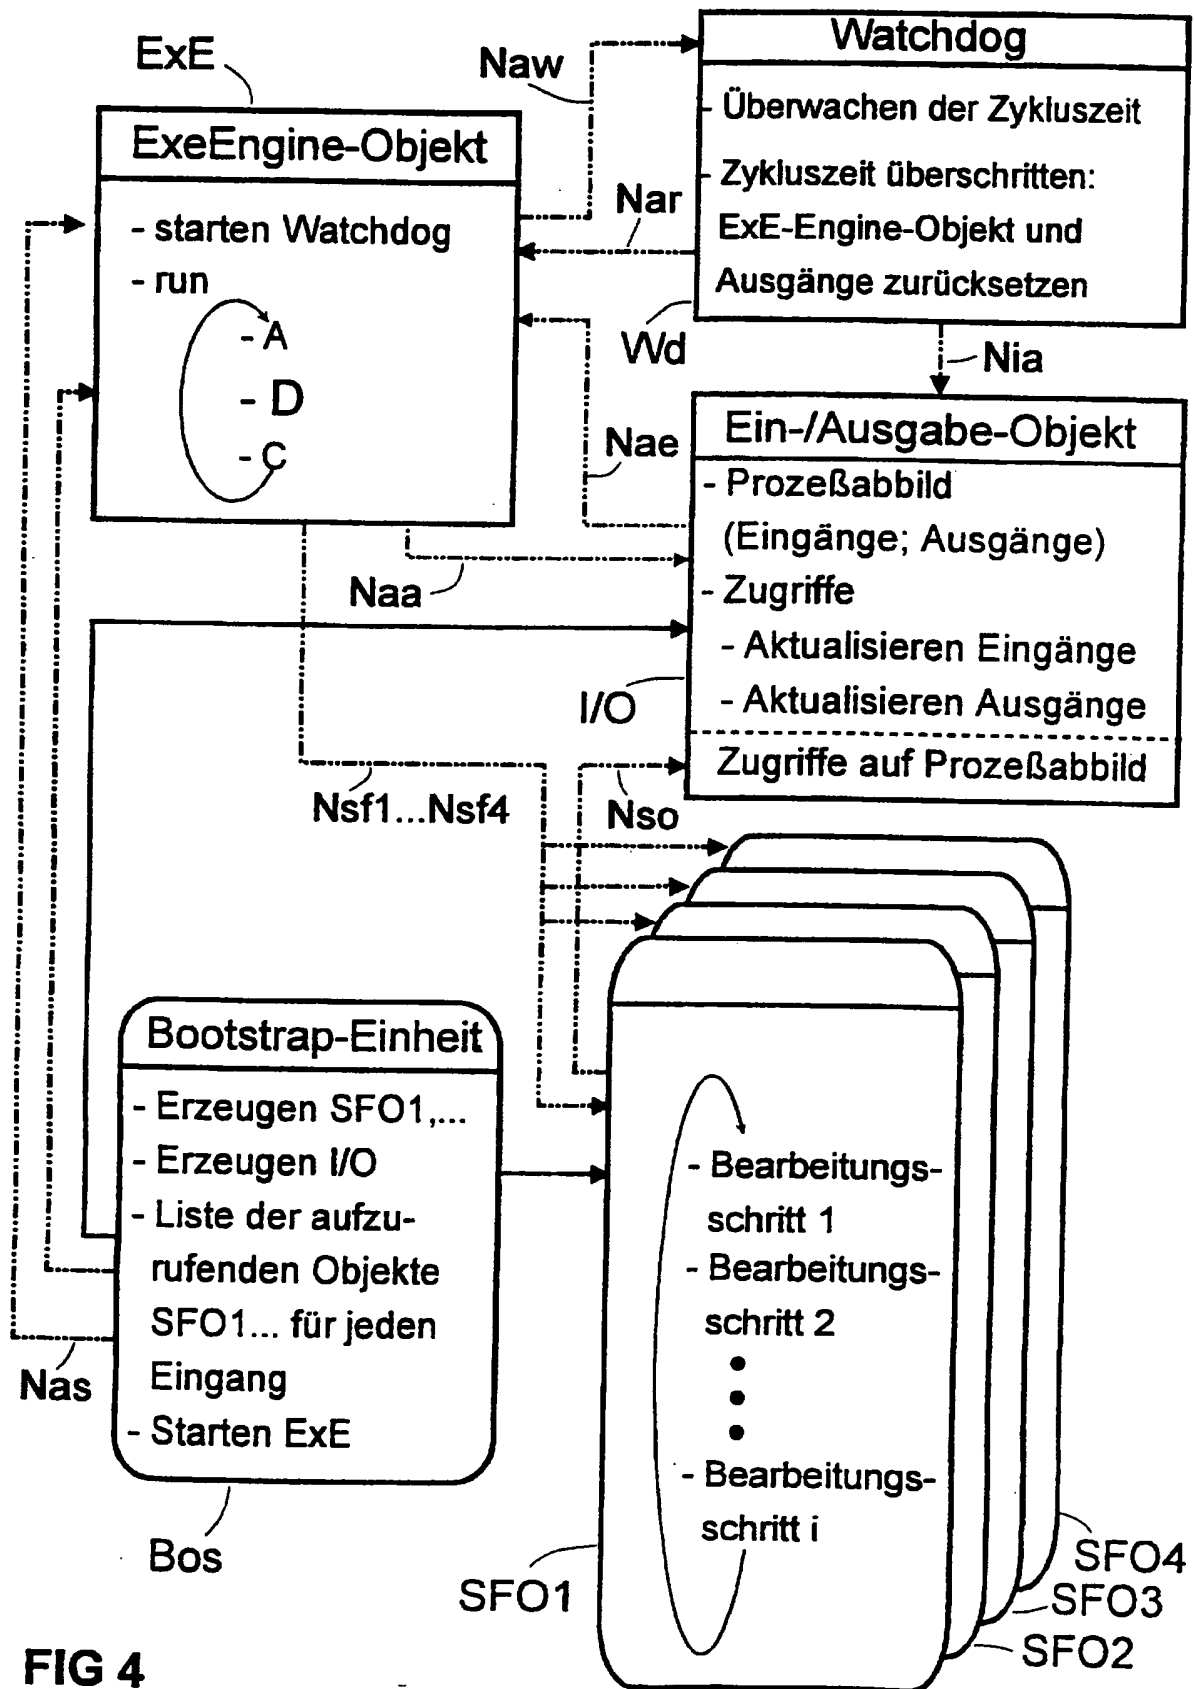 ExE
ExeEngine-Objekt
- starten Watchdog
- run
- A
- D
- C
Naw
Nar
Nae
Naa
Watchdog
- Überwachen der Zykluszeit
- Zykluszeit überschritten:
ExE-Engine-Objekt und
Ausgänge zurücksetzen
Wd
Nia
Ein-/Ausgabe-Objekt
- Prozeßabbild
(Eingänge; Ausgänge)
- Zugriffe
- Aktualisieren Eingänge
- Aktualisieren Ausgänge
Zugriffe auf Prozeßabbild
I/O
Nsf1...Nsf4
Nso
Bootstrap-Einheit
- Erzeugen SFO1,...
- Erzeugen I/O
- Liste der aufzu-
rufenden Objekte
SFO1... für jeden
Eingang
- Starten ExE
Nas
Bos
- Bearbeitungs-
schritt 1
- Bearbeitungs-
schritt 2
- Bearbeitungs-
schritt i
SFO1
SFO4
SFO3
SFO2
FIG 4